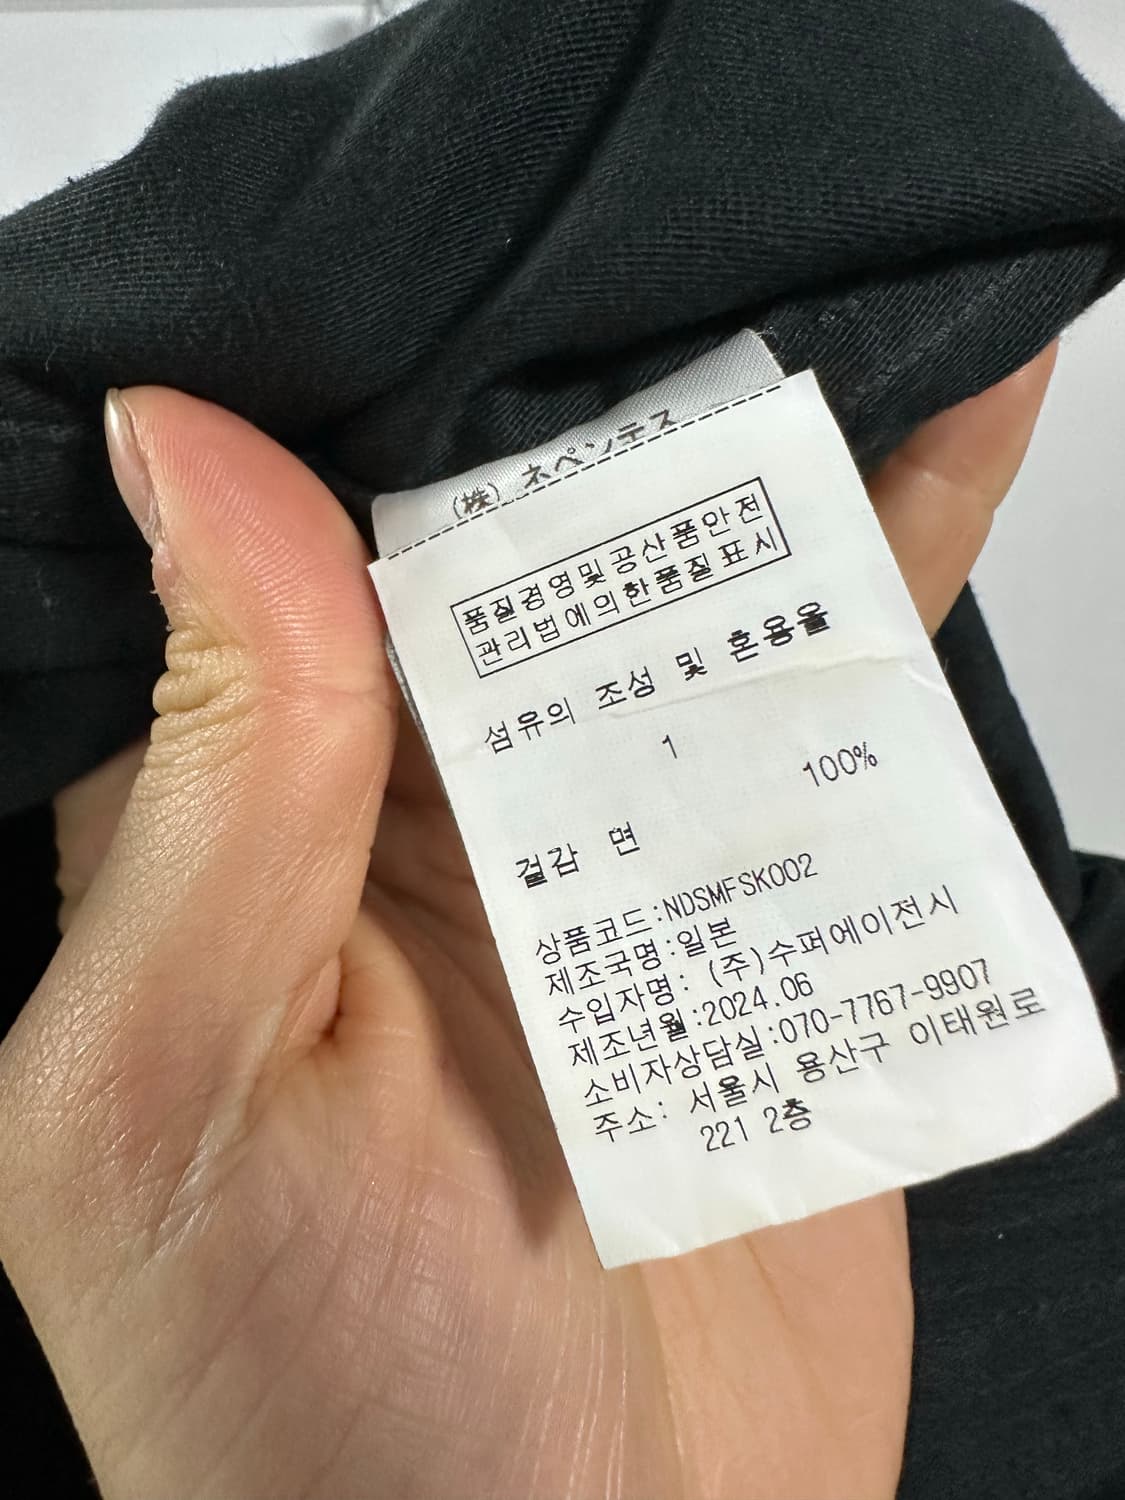 (株) ネペンテス
품질경영및공산품안전
관리법에의한품질표시
섬유의 조성 및 혼용율
1
100%
겉감 면
상품코드:NDSMFSK002
제조국명:일본
수입자명: (주)수펴에이전시
제조년월:2024.06
소비자상담실:070-7767-9907
주소: 서울시 용산구 이태원로
221 2층